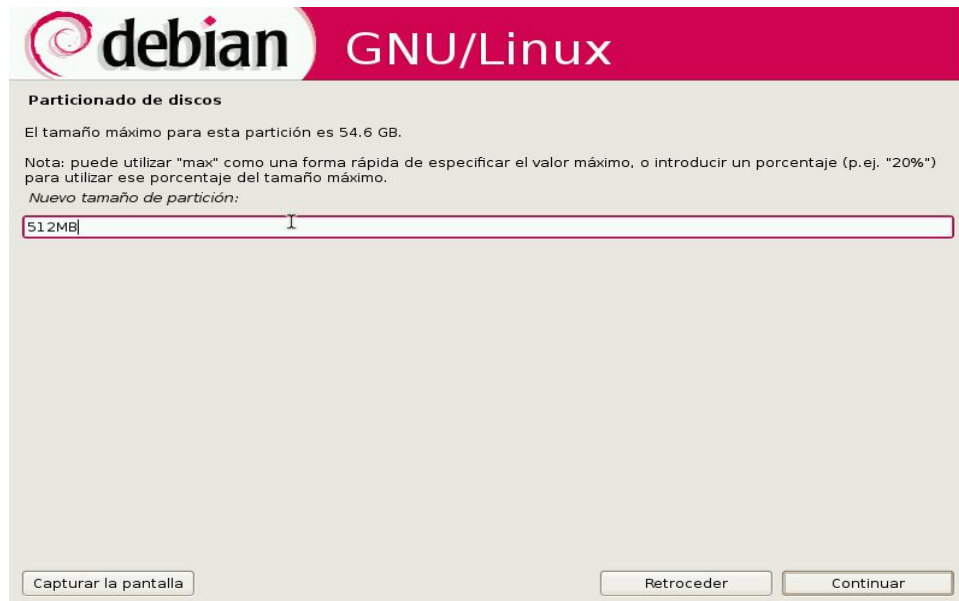 debian GNU/Linux
Particionado de discos
El tamaño máximo para esta partición es 54.6 GB.
Nota: puede utilizar "max" como una forma rápida de especificar el valor máximo, o introducir un porcentaje (p.ej. "20%")
para utilizar ese porcentaje del tamaño máximo.
Nuevo tamaño de partición:
512MB
Capturar la pantalla Retroceder Continuar